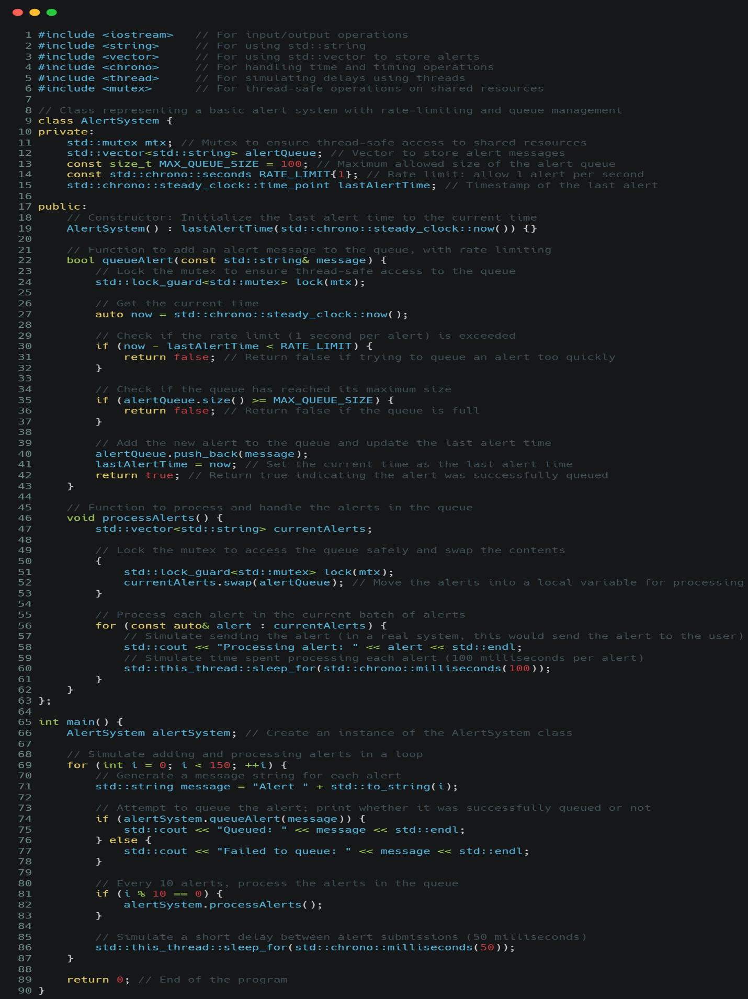 1 #include <iostream>   // For input/output operations
2 #include <string>     // For using std::string
3 #include <vector>     // For using std::vector to store alerts
4 #include <chrono>     // For handling time and timing operations
5 #include <thread>     // For simulating delays using threads
6 #include <mutex>      // For thread-safe operations on shared resources
7
8 // Class representing a basic alert system with rate-limiting and queue management
9 class AlertSystem {
10 private:
11     std::mutex mtx; // Mutex to ensure thread-safe access to shared resources
12     std::vector<std::string> alertQueue; // Vector to store alert messages
13     const size_t MAX_QUEUE_SIZE = 100; // Maximum allowed size of the alert queue
14     const std::chrono::seconds RATE_LIMIT{1}; // Rate limit: allow 1 alert per second
15     std::chrono::steady_clock::time_point lastAlertTime; // Timestamp of the last alert
16
17 public:
18     // Constructor: Initialize the last alert time to the current time
19     AlertSystem() : lastAlertTime(std::chrono::steady_clock::now()) {}
20
21     // Function to add an alert message to the queue, with rate limiting
22     bool queueAlert(const std::string& message) {
23         // Lock the mutex to ensure thread-safe access to the queue
24         std::lock_guard<std::mutex> lock(mtx);
25
26         // Get the current time
27         auto now = std::chrono::steady_clock::now();
28
29         // Check if the rate limit (1 second per alert) is exceeded
30         if (now - lastAlertTime < RATE_LIMIT) {
31             return false; // Return false if trying to queue an alert too quickly
32         }
33
34         // Check if the queue has reached its maximum size
35         if (alertQueue.size() >= MAX_QUEUE_SIZE) {
36             return false; // Return false if the queue is full
37         }
38
39         // Add the new alert to the queue and update the last alert time
40         alertQueue.push_back(message);
41         lastAlertTime = now; // Set the current time as the last alert time
42         return true; // Return true indicating the alert was successfully queued
43     }
44
45     // Function to process and handle the alerts in the queue
46     void processAlerts() {
47         std::vector<std::string> currentAlerts;
48
49         // Lock the mutex to access the queue safely and swap the contents
50         {
51             std::lock_guard<std::mutex> lock(mtx);
52             currentAlerts.swap(alertQueue); // Move the alerts into a local variable for processing
53         }
54
55         // Process each alert in the current batch of alerts
56         for (const auto& alert : currentAlerts) {
57             // Simulate sending the alert (in a real system, this would send the alert to the user)
58             std::cout << "Processing alert: " << alert << std::endl;
59             // Simulate time spent processing each alert (100 milliseconds per alert)
60             std::this_thread::sleep_for(std::chrono::milliseconds(100));
61         }
62     }
63 };
64
65 int main() {
66     AlertSystem alertSystem; // Create an instance of the AlertSystem class
67
68     // Simulate adding and processing alerts in a loop
69     for (int i = 0; i < 150; ++i) {
70         // Generate a message string for each alert
71         std::string message = "Alert " + std::to_string(i);
72
73         // Attempt to queue the alert; print whether it was successfully queued or not
74         if (alertSystem.queueAlert(message)) {
75             std::cout << "Queued: " << message << std::endl;
76         } else {
77             std::cout << "Failed to queue: " << message << std::endl;
78         }
79
80         // Every 10 alerts, process the alerts in the queue
81         if (i % 10 == 0) {
82             alertSystem.processAlerts();
83         }
84
85         // Simulate a short delay between alert submissions (50 milliseconds)
86         std::this_thread::sleep_for(std::chrono::milliseconds(50));
87     }
88
89     return 0; // End of the program
90 }